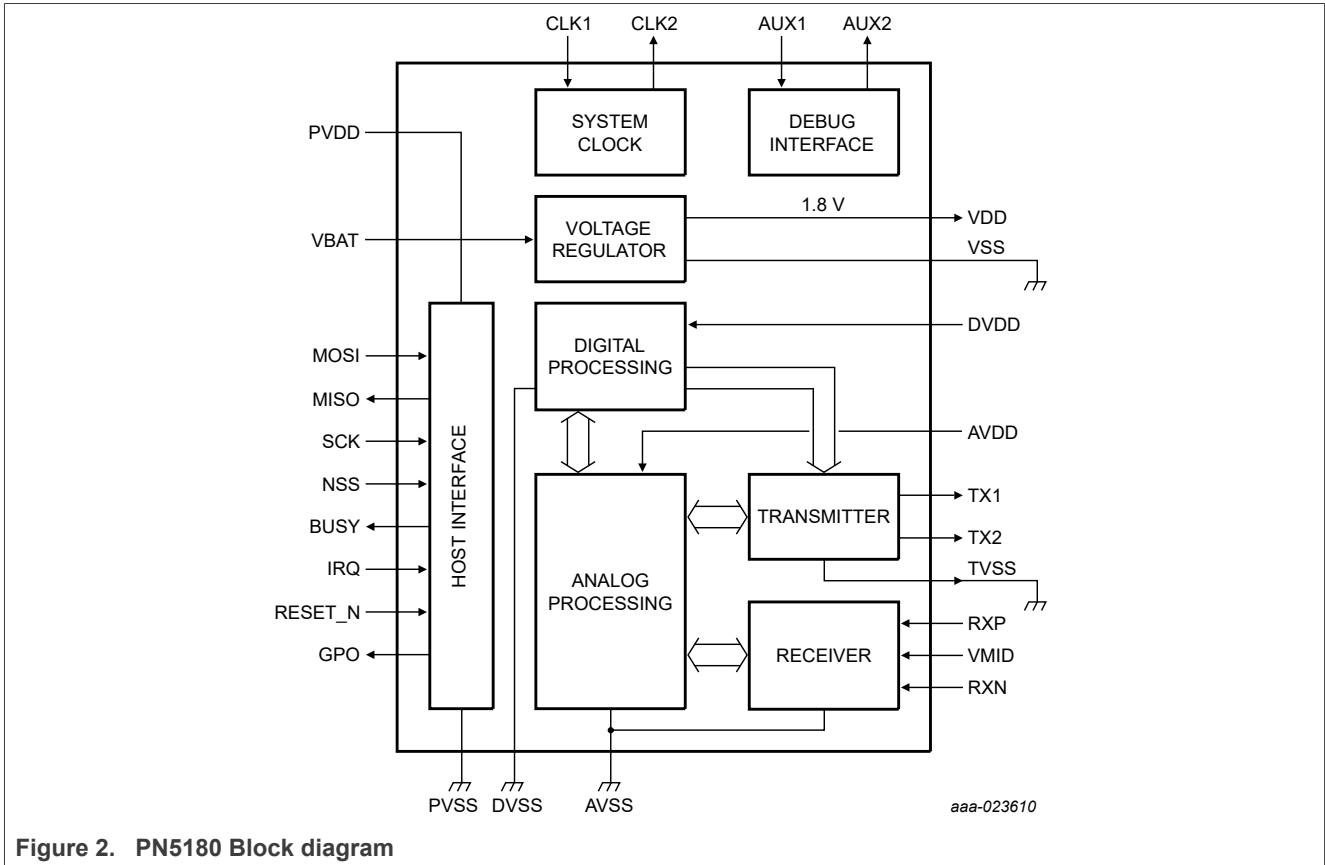 CLK1 CLK2 AUX1 AUX2
SYSTEM
CLOCK
DEBUG
INTERFACE
PVDD
1.8 V
VDD
VOLTAGE
REGULATOR
VBAT
VSS
DVDD
DIGITAL
PROCESSING
MOSI
MISO
SCK
NSS
BUSY
IRQ
RESET_N
GPO
HOST INTERFACE
AVDD
TX1
TRANSMITTER
TX2
TVSS
ANALOG
PROCESSING
RXP
RECEIVER
VMID
RXN
PVSS DVSS AVSS
aaa-023610
Figure 2. PN5180 Block diagram